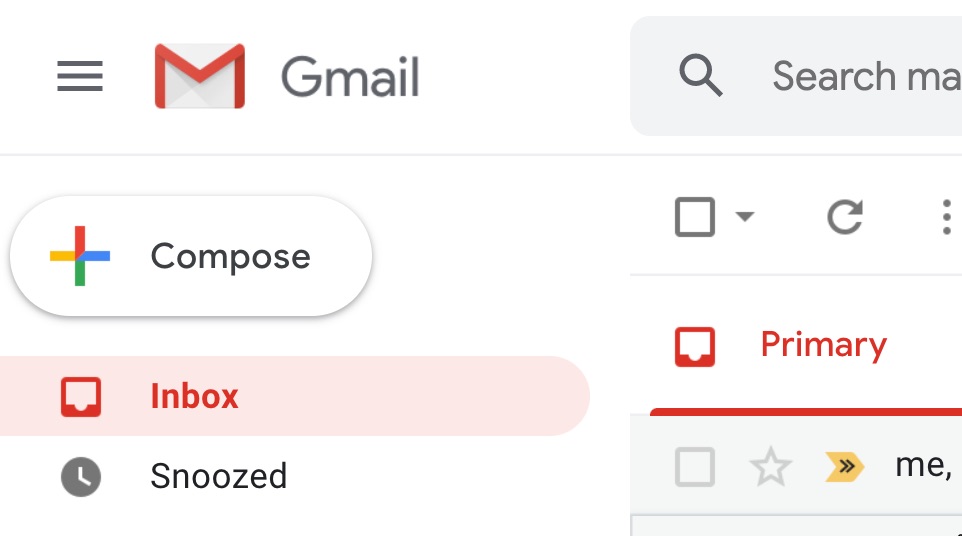 Gmail
Search ma
Compose
Primary
Inbox
me,
Snoozed